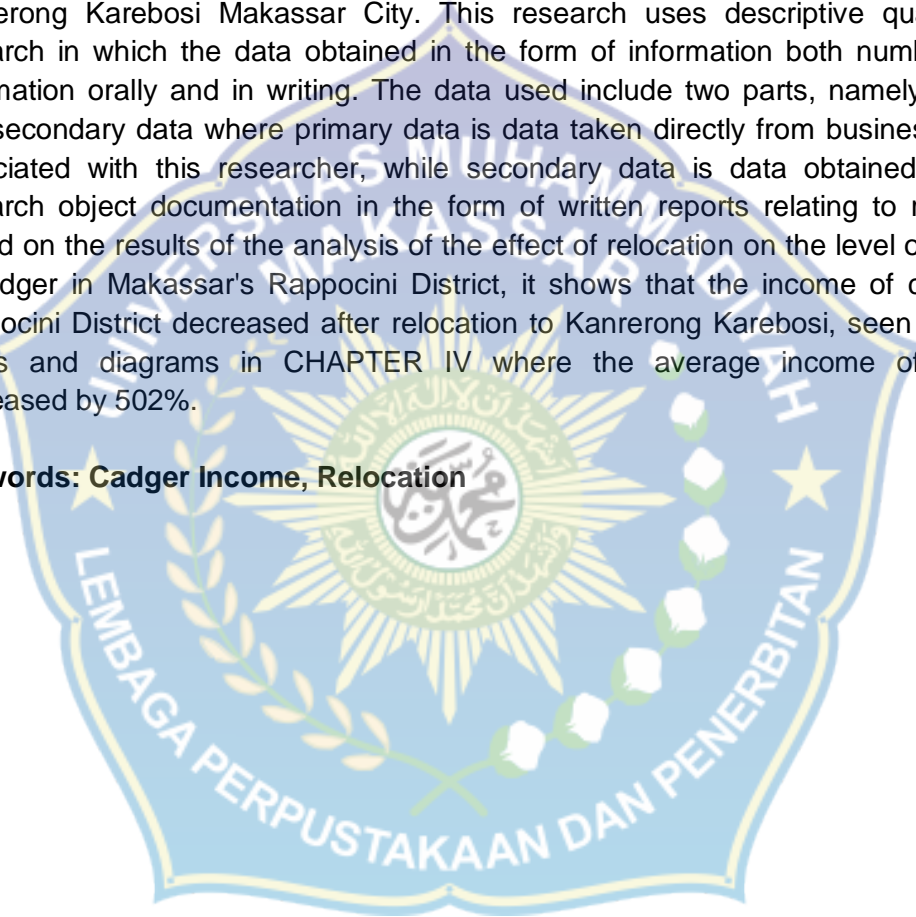 erong Karebosi Makassar City. This research uses descriptive qua
arch in which the data obtained in the form of information both numb
mation orally and in writing. The data used include two parts, namely
secondary data where primary data is data taken directly from busines
ciated with this researcher, while secondary data is data obtained
arch object documentation in the form of written reports relating to r
d on the results of the analysis of the effect of relocation on the level o
dger in Makassar's Rappocini District, it shows that the income of c
ocini District decreased after relocation to Kanrerong Karebosi, seen
s and diagrams in CHAPTER IV where the average income of
eased by 502%.
words: Cadger Income, Relocation
UNIVERSITAS MUHAMMADIYAH
MAKASSAR
محمد
LEMBAGA PERPUSTAKAAN DAN PENERBITAN